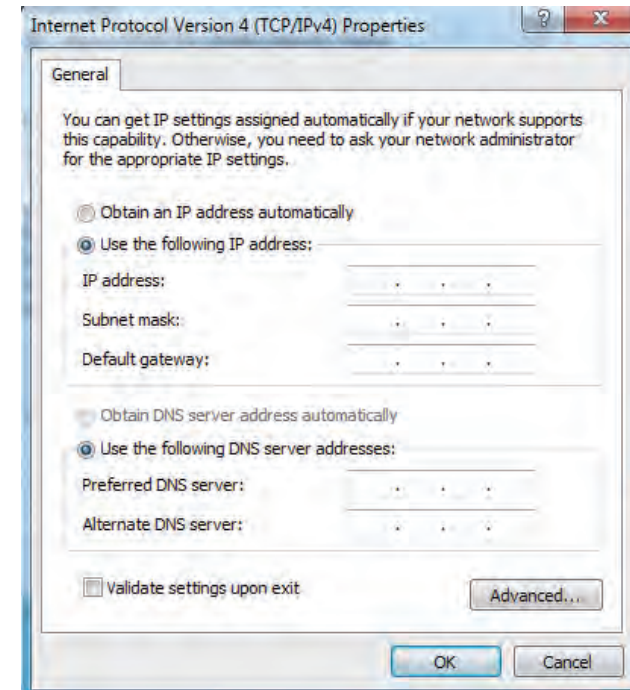 Internet Protocol Version 4 (TCP/IPv4) Properties
General
You can get IP settings assigned automatically if your network supports
this capability. Otherwise, you need to ask your network administrator
for the appropriate IP settings.
Obtain an IP address automatically
Use the following IP address:
IP address: . . .
Subnet mask: . . .
Default gateway: . . .
Obtain DNS server address automatically
Use the following DNS server addresses:
Preferred DNS server: . . .
Alternate DNS server: . . .
Validate settings upon exit
Advanced...
OK
Cancel